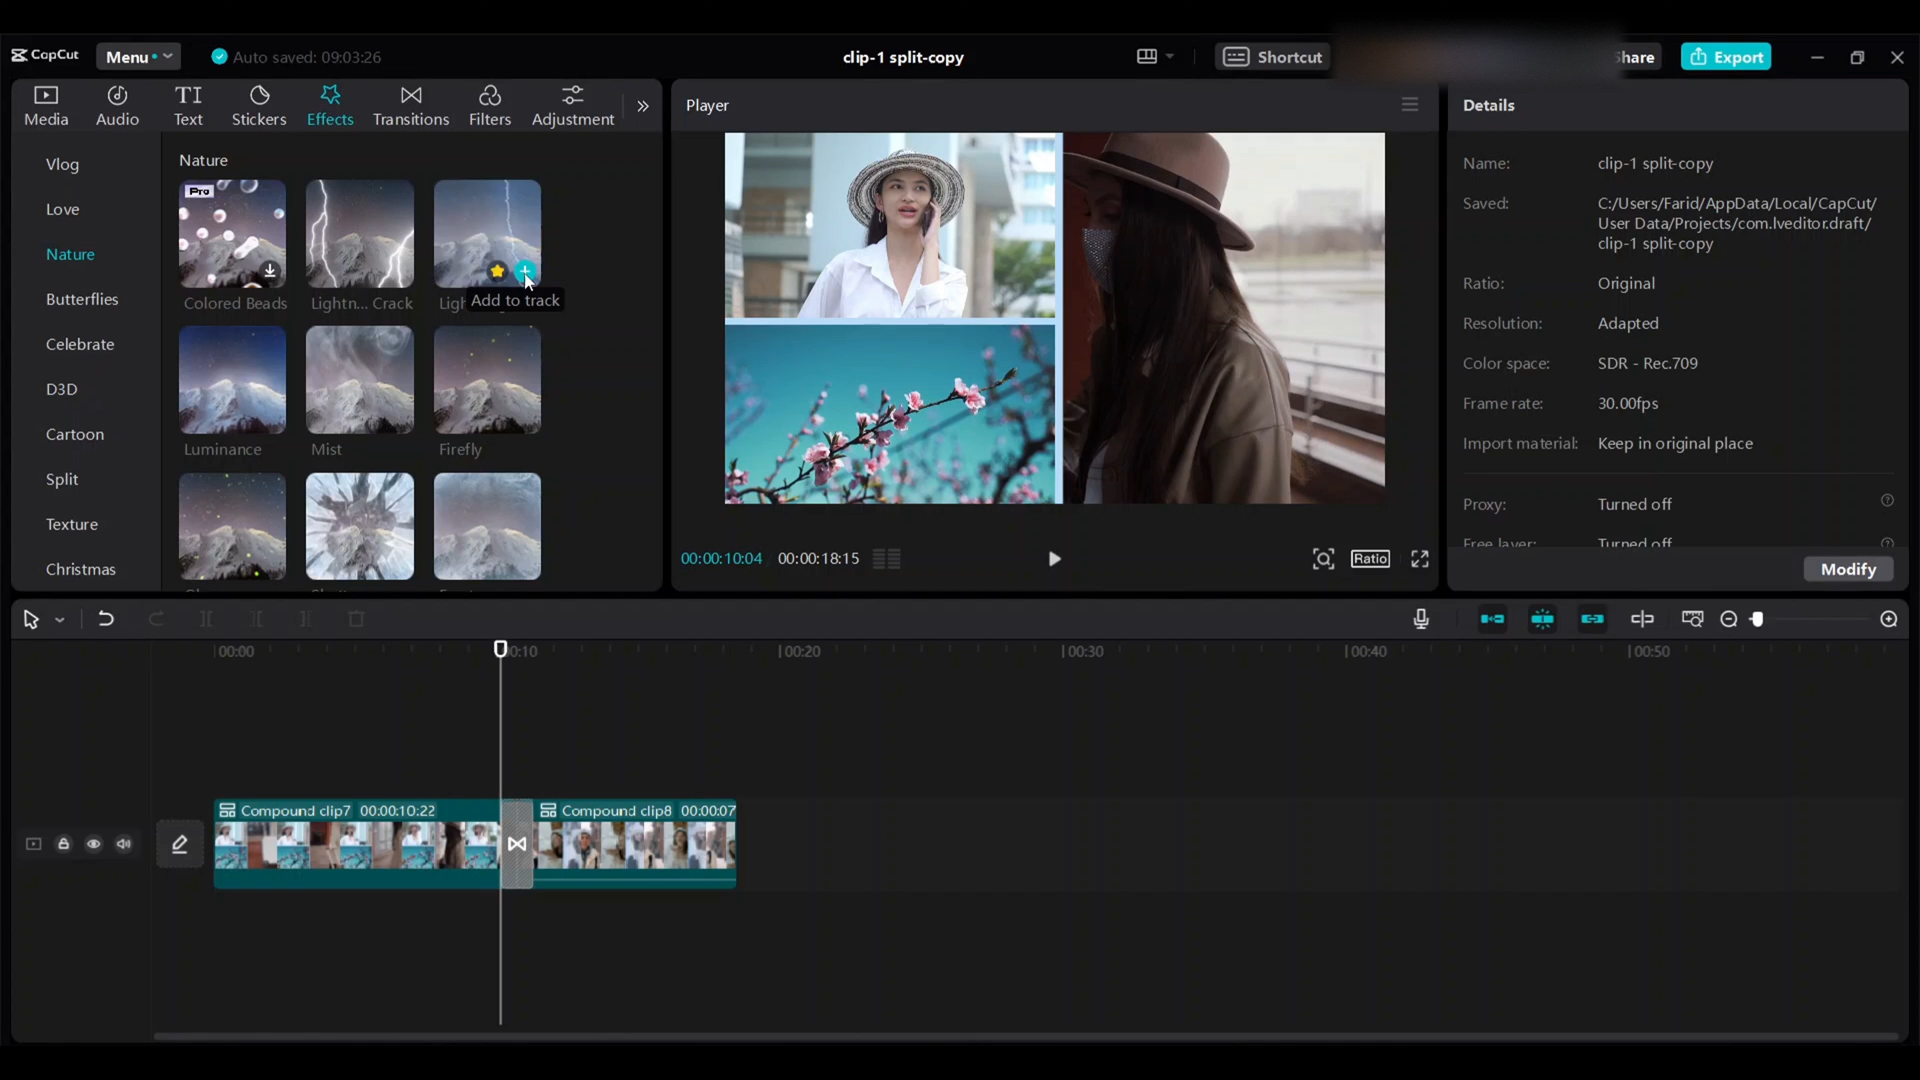 CapCut Menu Auto saved: 09:03:26 clip-1 split-copy Shortcut Share Export
Media Audio Text Stickers Effects Transitions Filters Adjustment
Player
Details
Vlog
Love
Nature
Butterflies
Celebrate
D3D
Cartoon
Split
Texture
Christmas
Nature
Pro
Colored Beads Lightn... Crack
Add to track
Luminance Mist Firefly
00:00:10:04 00:00:18:15 Ratio
Name: clip-1 split-copy
Saved: C:/Users/Farid/AppData/Local/CapCut/
User Data/Projects/com.lveditor.draft/
clip-1 split-copy
Ratio: Original
Resolution: Adapted
Color space: SDR - Rec.709
Frame rate: 30.00fps
Import material: Keep in original place
Proxy: Turned off
Free layer: Turned off
Modify
00:00 00:10 00:20 00:30 00:40 00:50
Compound clip7 00:00:10:22 Compound clip8 00:00:07